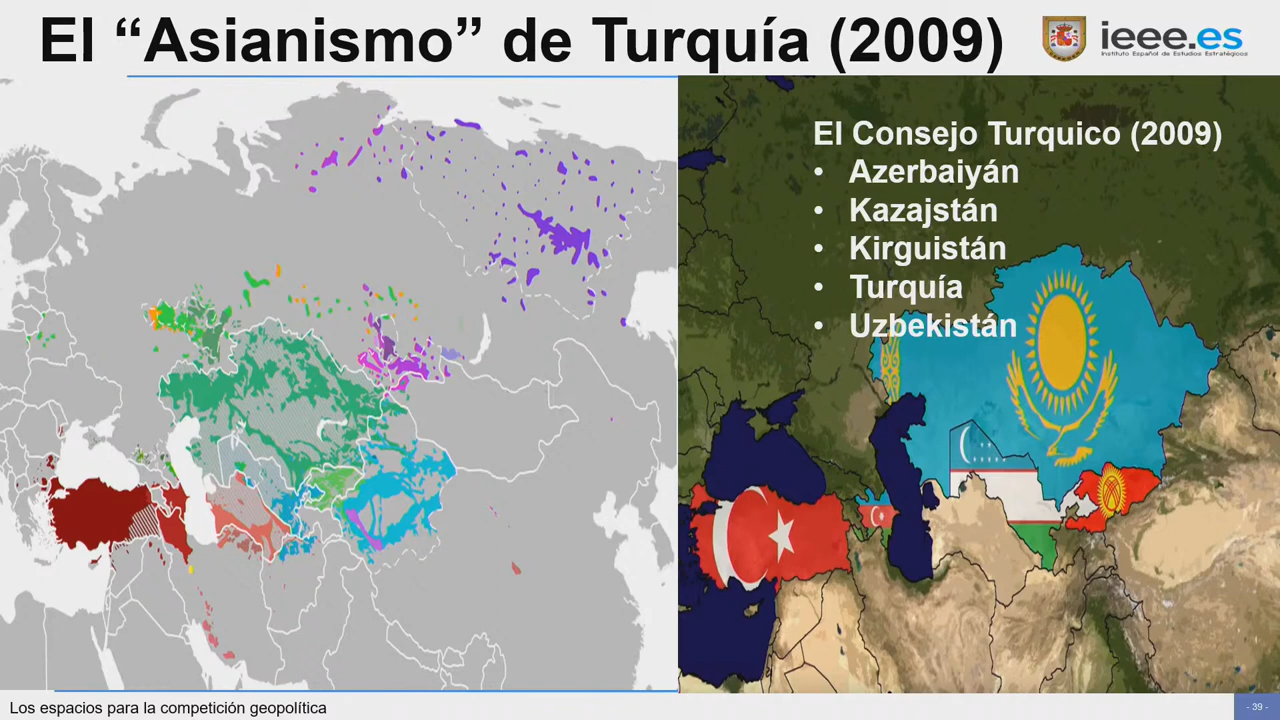 El “Asianismo” de Turquía (2009)
ieee.es
Instituto Español de Estudios Estratégicos
El Consejo Turquico (2009)
• Azerbaiyán
• Kazajstán
• Kirguistán
• Turquía
• Uzbekistán
Los espacios para la competición geopolítica
- 39 -